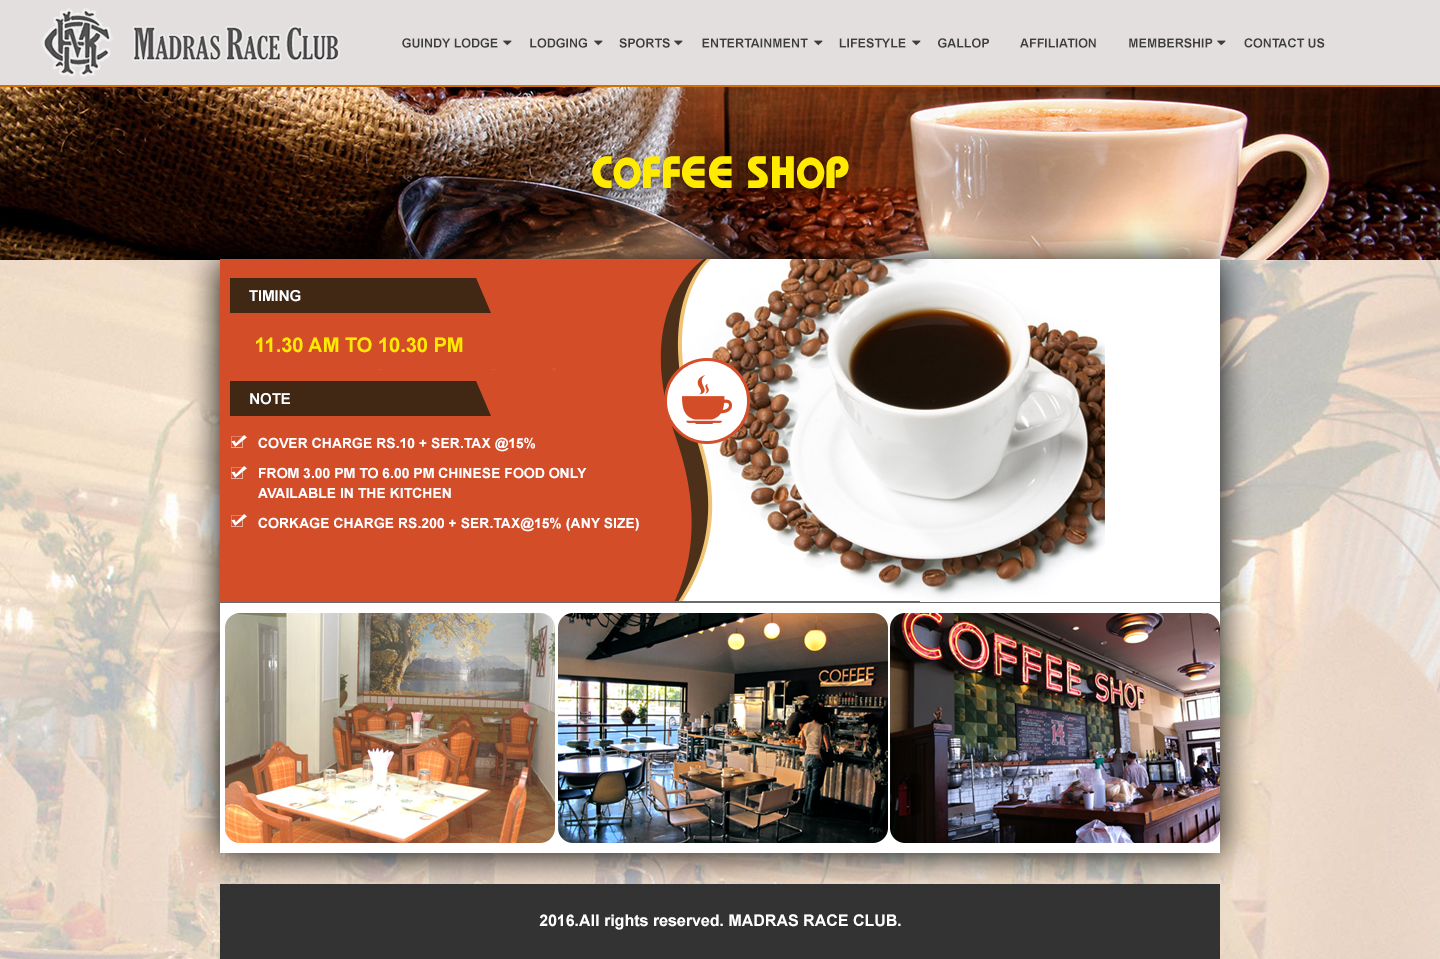 MADRAS RACE CLUB
GUINDY LODGE LODGING SPORTS ENTERTAINMENT LIFESTYLE GALLOP AFFILIATION MEMBERSHIP CONTACT US
COFFEE SHOP
TIMING
11.30 AM TO 10.30 PM
NOTE
COVER CHARGE RS.10 + SER.TAX @15%
FROM 3.00 PM TO 6.00 PM CHINESE FOOD ONLY
AVAILABLE IN THE KITCHEN
CORKAGE CHARGE RS.200 + SER.TAX@15% (ANY SIZE)
COFFEE
COFFEE SHOP
2016.All rights reserved. MADRAS RACE CLUB.